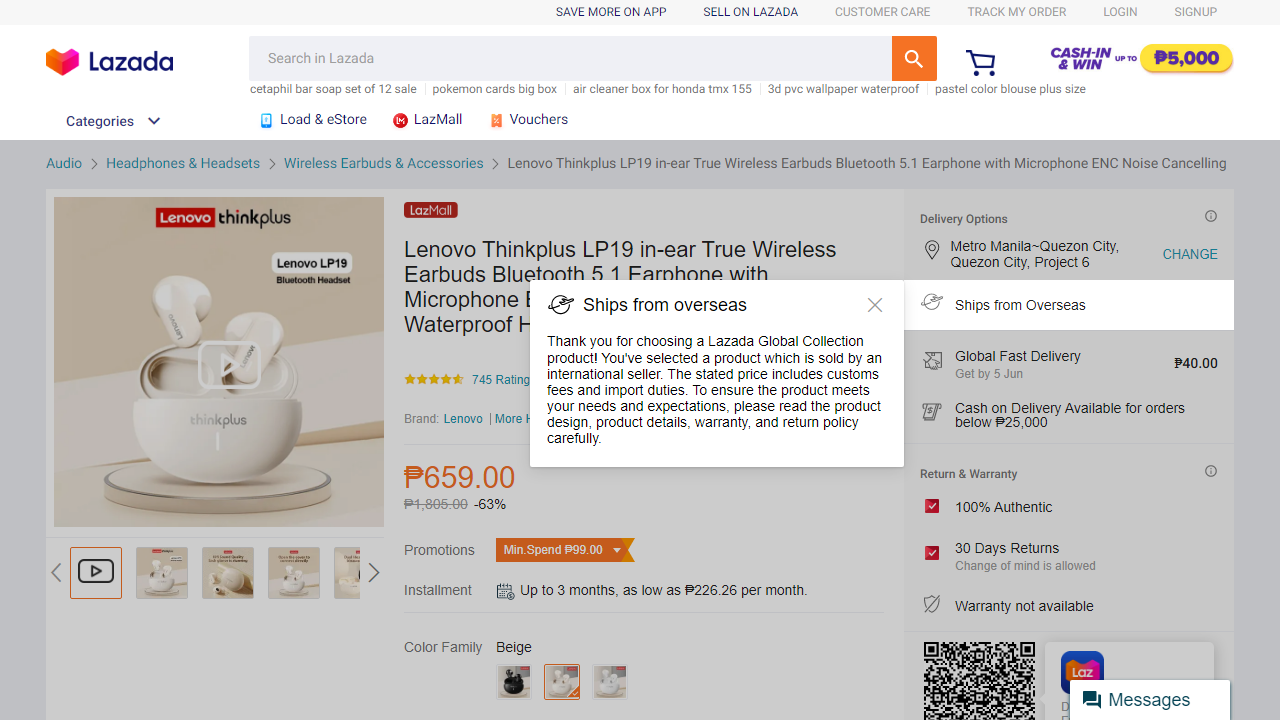 SAVE MORE ON APP
SELL ON LAZADA
CUSTOMER CARE
TRACK MY ORDER
LOGIN
SIGNUP
Lazada
Search in Lazada
CASH-IN & WIN UP TO ₱5,000
cetaphil bar soap set of 12 sale
pokemon cards big box
air cleaner box for honda tmx 155
3d pvc wallpaper waterproof
pastel color blouse plus size
Categories
Load & eStore
LazMall
Vouchers
Audio
Headphones & Headsets
Wireless Earbuds & Accessories
Lenovo Thinkplus LP19 in-ear True Wireless Earbuds Bluetooth 5.1 Earphone with Microphone ENC Noise Cancelling
Lenovo thinkplus
Lenovo LP19
Bluetooth Headset
Lenovo
Lenovo
thinkplus
LazMall
Lenovo Thinkplus LP19 in-ear True Wireless
Earbuds Bluetooth 5.1 Earphone with
Microphone
Waterproof
745 Rating
Brand: Lenovo | More
₱659.00
₱1,805.00 -63%
Promotions
Min.Spend ₱99.00
Installment
Up to 3 months, as low as ₱226.26 per month.
Color Family
Beige
Ships from overseas
Thank you for choosing a Lazada Global Collection
product! You've selected a product which is sold by an
international seller. The stated price includes customs
fees and import duties. To ensure the product meets
your needs and expectations, please read the product
design, product details, warranty, and return policy
carefully.
Delivery Options
Metro Manila~Quezon City,
Quezon City, Project 6
CHANGE
Ships from Overseas
Global Fast Delivery
₱40.00
Get by 5 Jun
Cash on Delivery Available for orders
below ₱25,000
Return & Warranty
100% Authentic
30 Days Returns
Change of mind is allowed
Warranty not available
Laz
Messages